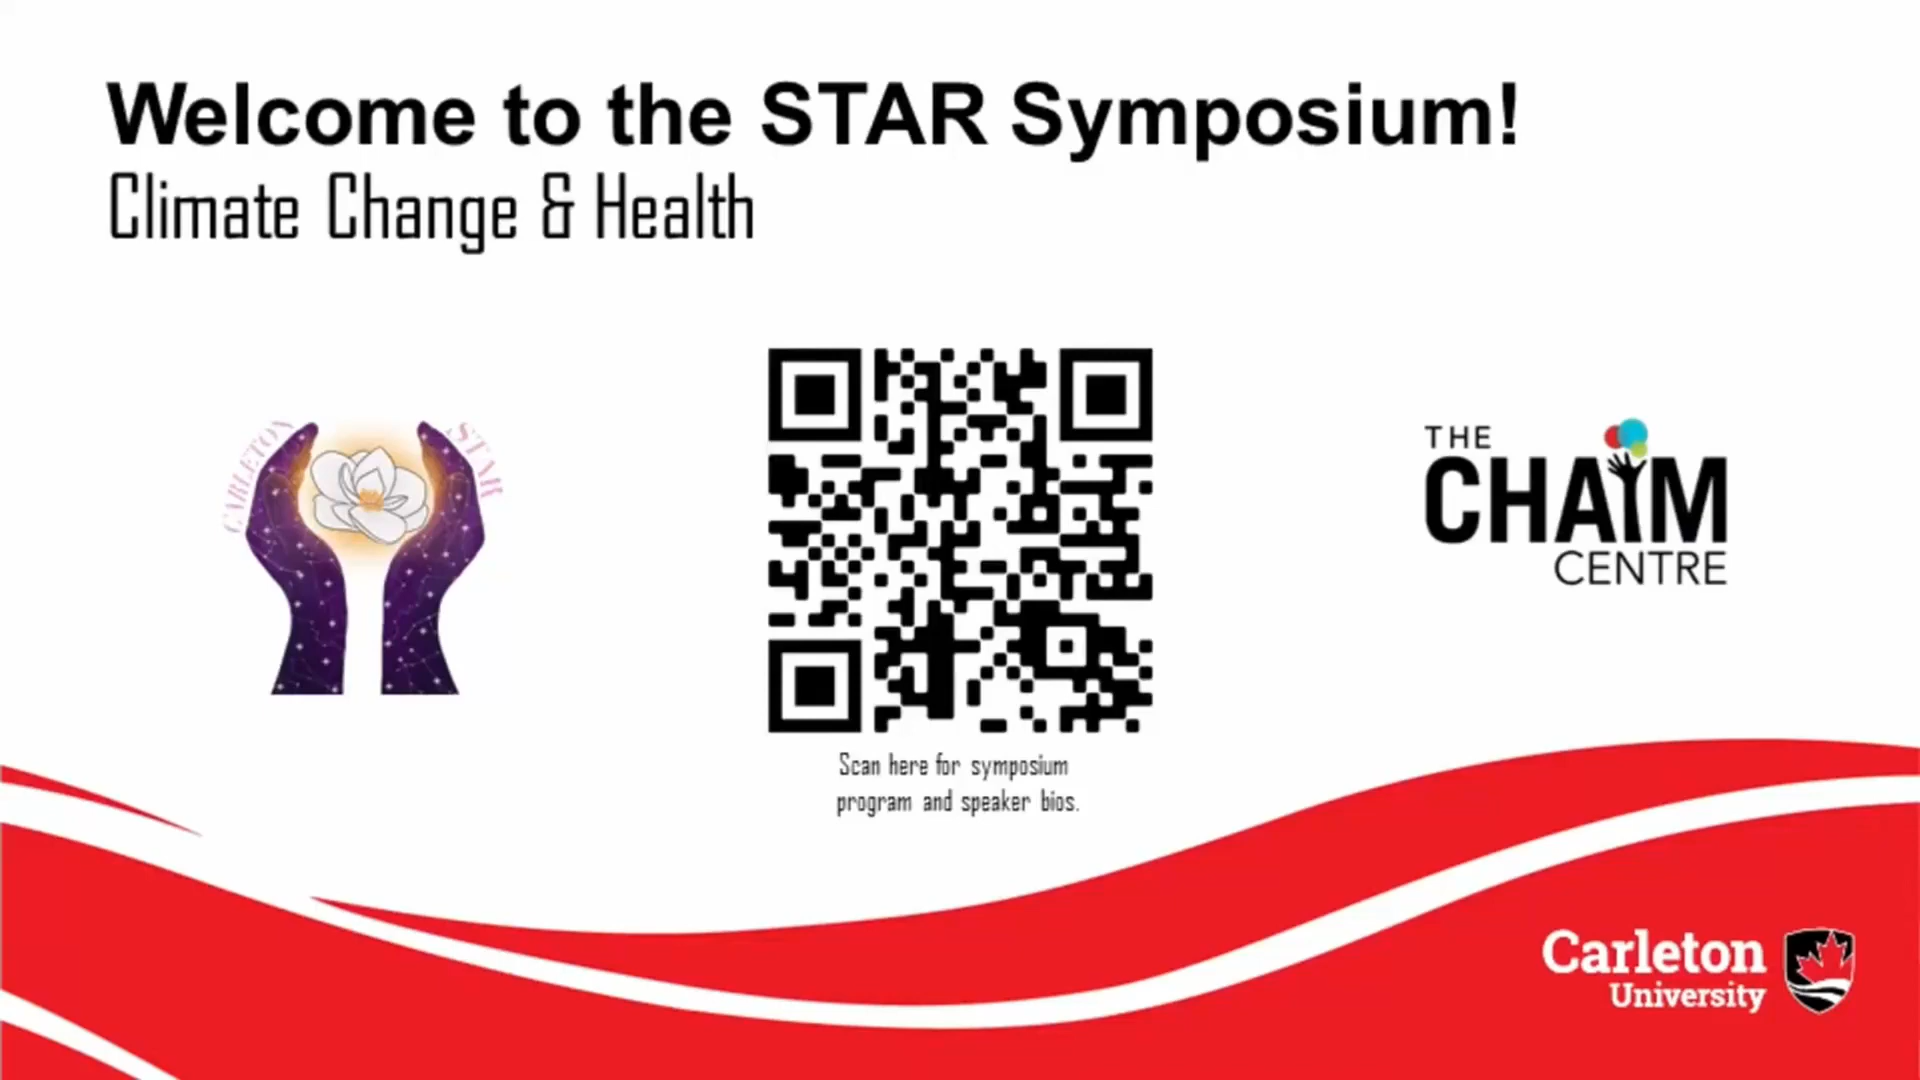 Welcome to the STAR Symposium!
Climate Change & Health
CARLETON STAR
THE
CHAIM
CENTRE
Scan here for symposium
program and speaker bios.
Carleton
University